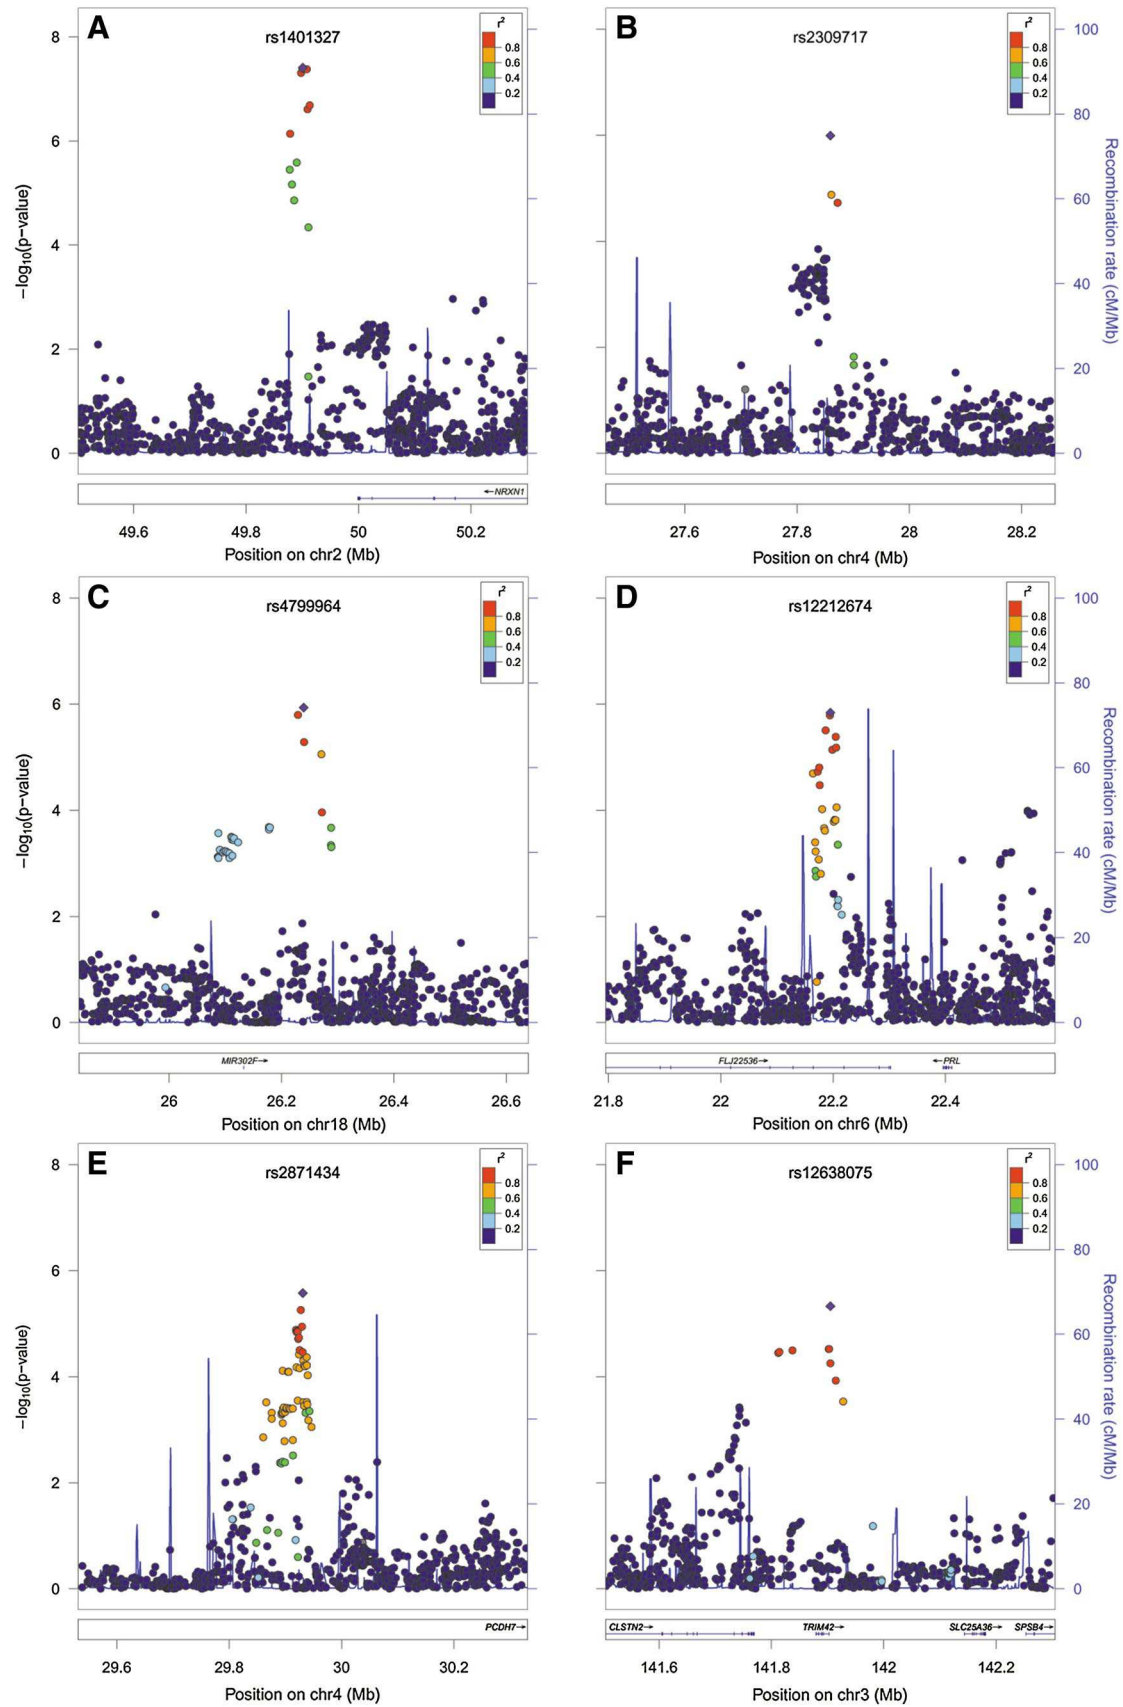 A
rs1401327
r²
0.8
0.6
0.4
0.2
8
6
4
2
0
−log₁₀(p−value)
←NRXN1
49.6 49.8 50 50.2
Position on chr2 (Mb)
B
rs2309717
r²
0.8
0.6
0.4
0.2
100
80
60
40
20
0
Recombination rate (cM/Mb)
27.6 27.8 28 28.2
Position on chr4 (Mb)
C
rs4799964
r²
0.8
0.6
0.4
0.2
8
6
4
2
0
−log₁₀(p−value)
MIR302F→
26 26.2 26.4 26.6
Position on chr18 (Mb)
D
rs12212674
r²
0.8
0.6
0.4
0.2
100
80
60
40
20
0
Recombination rate (cM/Mb)
FLJ22536→ ←PRL
21.8 22 22.2 22.4
Position on chr6 (Mb)
E
rs2871434
r²
0.8
0.6
0.4
0.2
8
6
4
2
0
−log₁₀(p−value)
PCDH7→
29.6 29.8 30 30.2
Position on chr4 (Mb)
F
rs12638075
r²
0.8
0.6
0.4
0.2
100
80
60
40
20
0
Recombination rate (cM/Mb)
CLSTN2→ TRIM42→ SLC25A36→ SPSB4→
141.6 141.8 142 142.2
Position on chr3 (Mb)